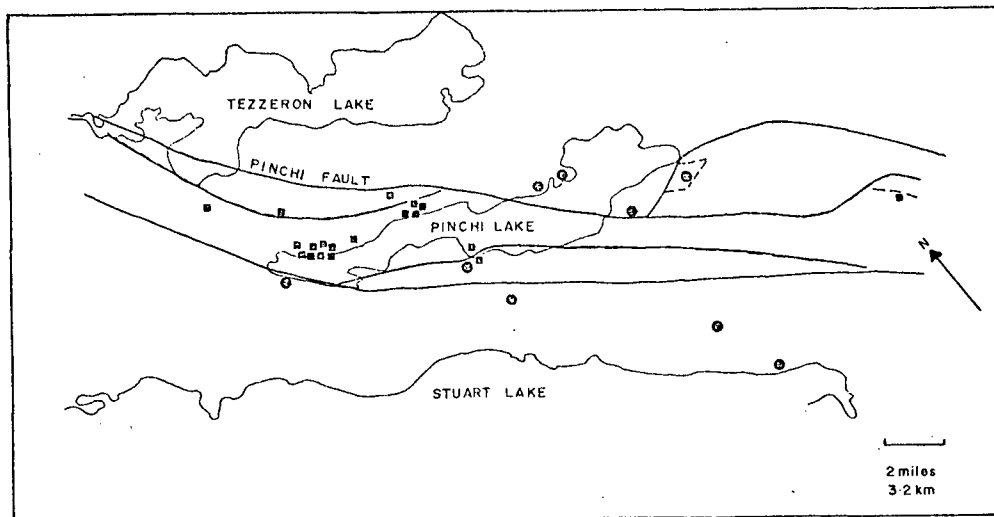 TEZZERON LAKE
PINCHI FAULT
PINCHI LAKE
N
STUART LAKE
2 miles
3·2 km